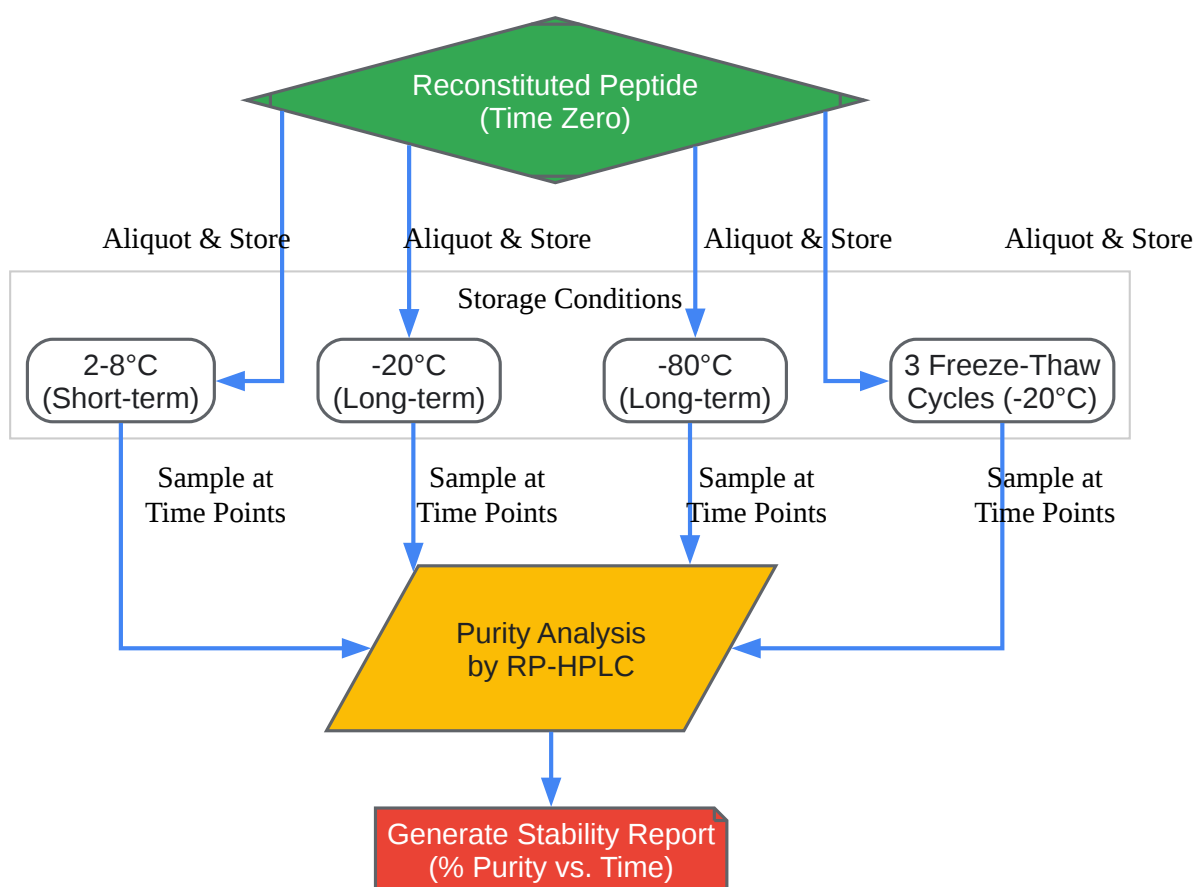 Reconstituted Peptide
(Time Zero)
Aliquot & Store
Aliquot & Store
Aliquot & Store
Aliquot & Store
Storage Conditions
2-8°C
(Short-term)
-20°C
(Long-term)
-80°C
(Long-term)
3 Freeze-Thaw
Cycles (-20°C)
Sample at
Time Points
Sample at
Time Points
Sample at
Time Points
Sample at
Time Points
Purity Analysis
by RP-HPLC
Generate Stability Report
(% Purity vs. Time)